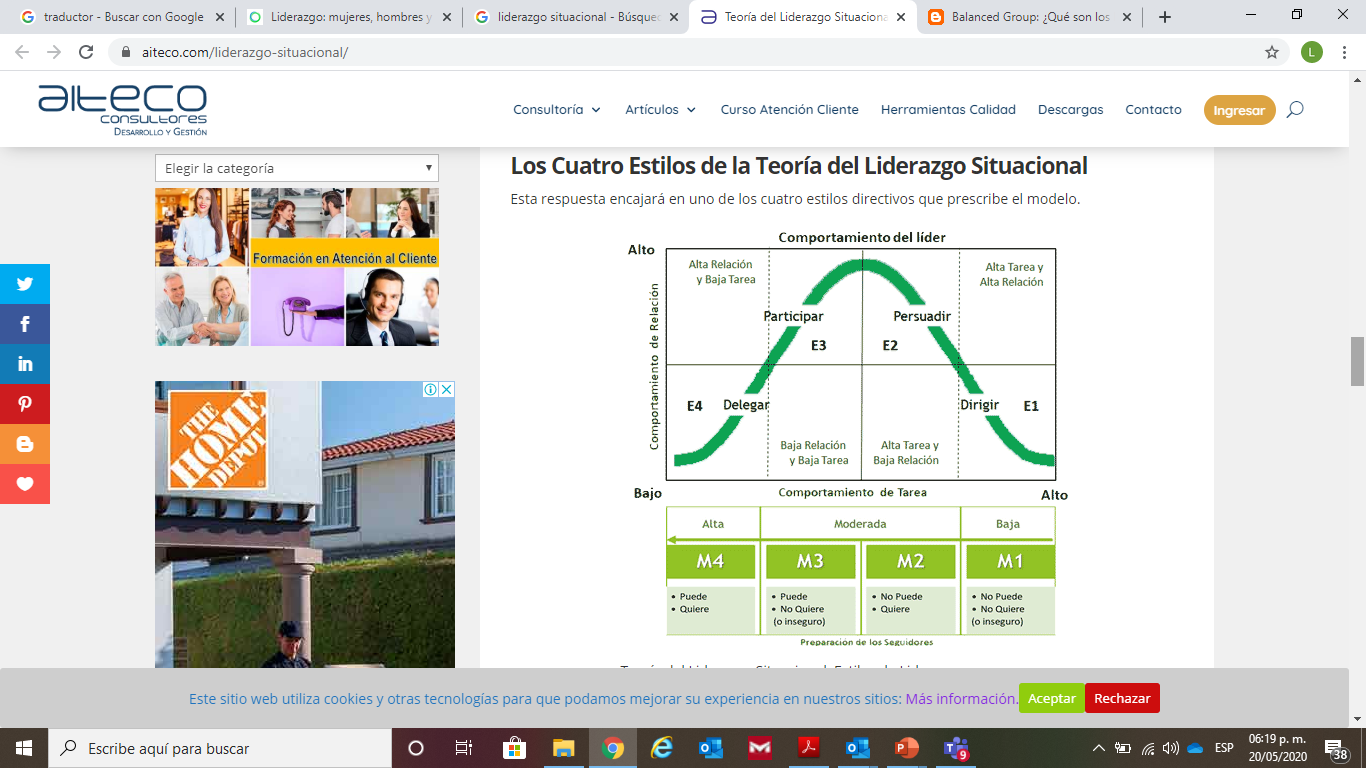 traductor - Buscar con Google
Liderazgo: mujeres, hombres y
liderazgo situacional - Búsqued
Teoría del Liderazgo Situaciona
Balanced Group: ¿Qué son los
aiteco.com/liderazgo-situacional/
L
aiteco
CONSULTORES
DESARROLLO Y GESTIÓN
Consultoría
Artículos
Curso Atención Cliente
Herramientas Calidad
Descargas
Contacto
Ingresar
Elegir la categoría
Formación en Atención al Cliente
THE
HOME
DEPOT
Los Cuatro Estilos de la Teoría del Liderazgo Situacional
Esta respuesta encajará en uno de los cuatro estilos directivos que prescribe el modelo.
Comportamiento del líder
Alto
Alta Relación
y Baja Tarea
Alta Tarea y
Alta Relación
Comportamiento de Relación
Participar
Persuadir
E3
E2
E4
Delegar
Dirigir
E1
Baja Relación
y Baja Tarea
Alta Tarea y
Baja Relación
Bajo
Comportamiento de Tarea
Alto
Alta
Moderada
Baja
M4
M3
M2
M1
• Puede
• Quiere
• Puede
• No Quiere
(o inseguro)
• No Puede
• Quiere
• No Puede
• No Quiere
(o inseguro)
Preparación de los Seguidores
Este sitio web utiliza cookies y otras tecnologías para que podamos mejorar su experiencia en nuestros sitios: Más información.
Aceptar
Rechazar
Escribe aquí para buscar
9
ESP
06:19 p. m.
20/05/2020
38